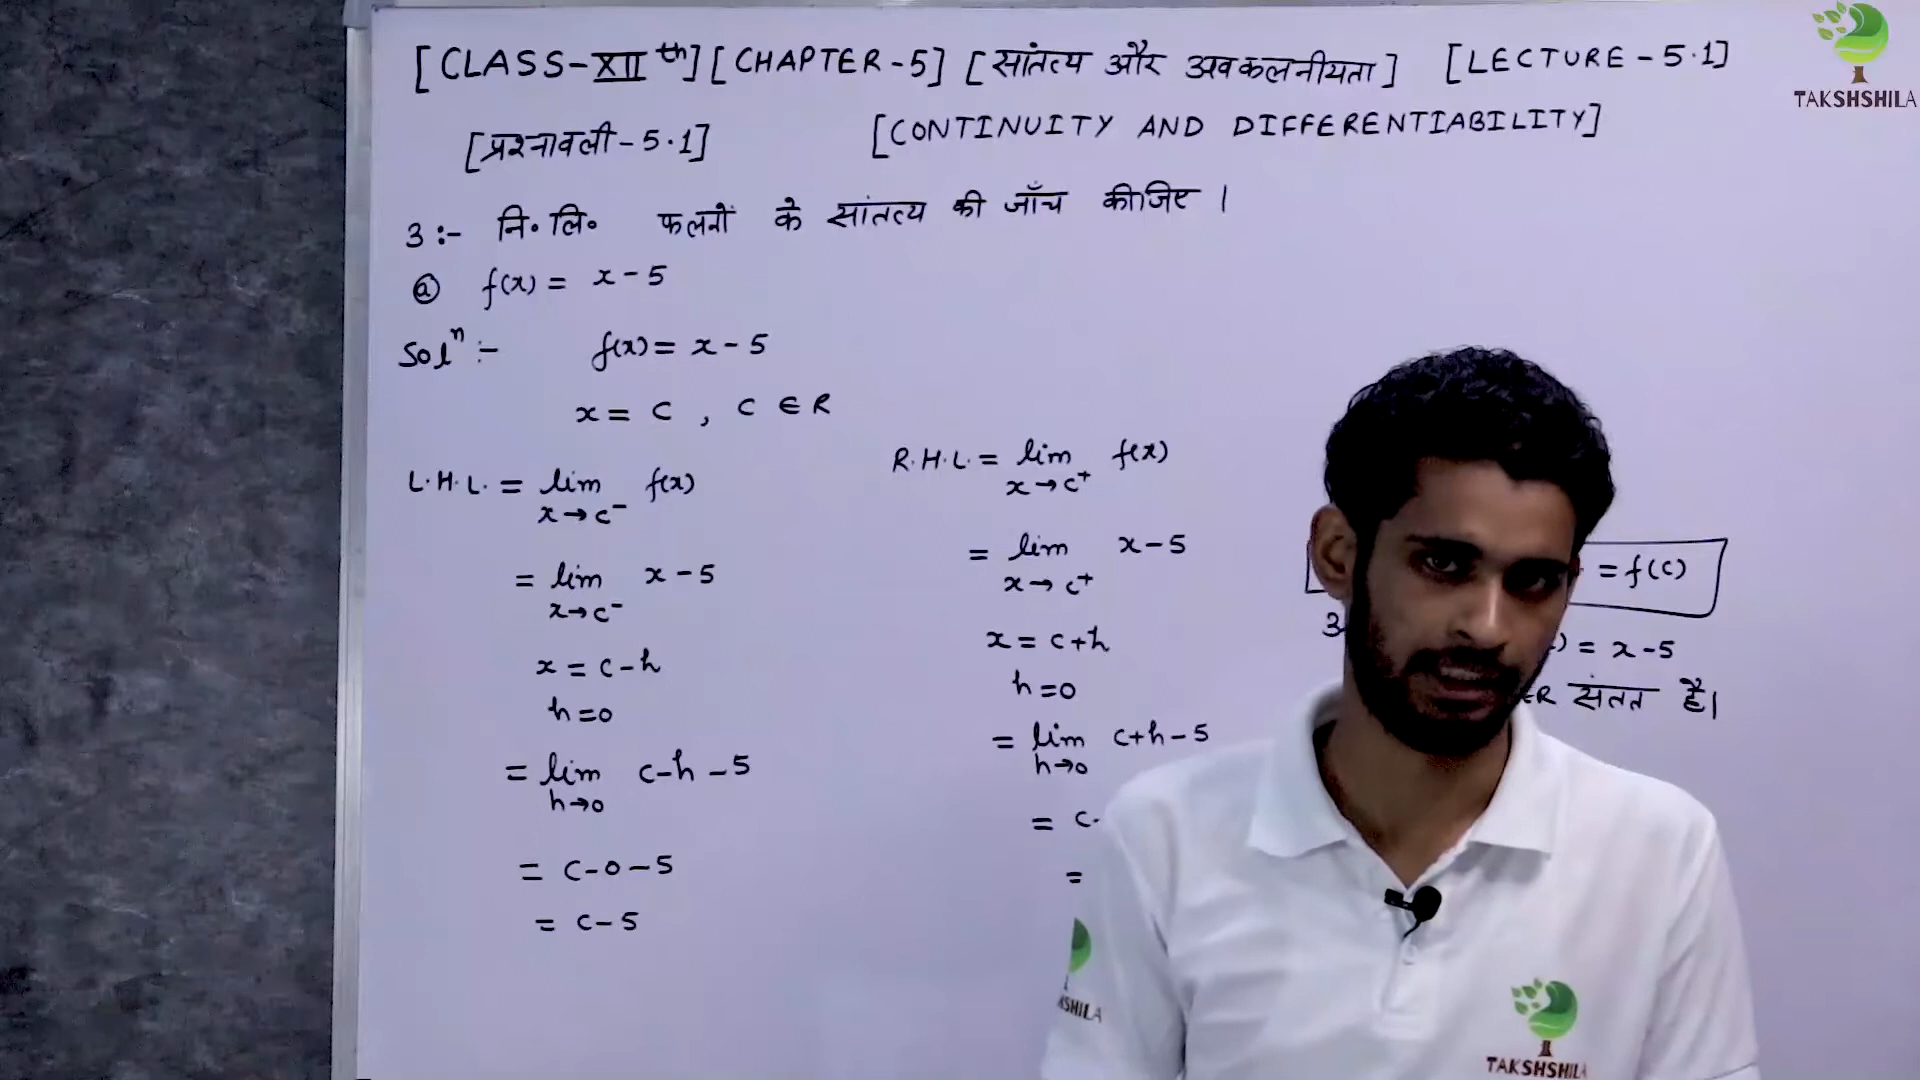 [CLASS-XIIth] [CHAPTER-5] [सांतत्य और अवकलनीयता] [LECTURE-5.1]
[प्रश्नावली-5.1] [CONTINUITY AND DIFFERENTIABILITY]
3:- नि॰ लि॰ फलनों के सांतत्य की जाँच कीजिए।
ⓐ f(x) = x-5
Solⁿ:- f(x) = x-5
x = c , c ∈ R
L.H.L. = lim f(x)
x→c⁻
= lim x-5
x→c⁻
x = c-h
h=0
= lim c-h-5
h→0
= c-0-5
= c-5
R.H.L. = lim f(x)
x→c⁺
= lim x-5
x→c⁺
x = c+h
h=0
= lim c+h-5
h→0
= c
=
= f(c)
) = x-5
∈R संतत है।
TAKSHSHILA
TAKSHSHILA